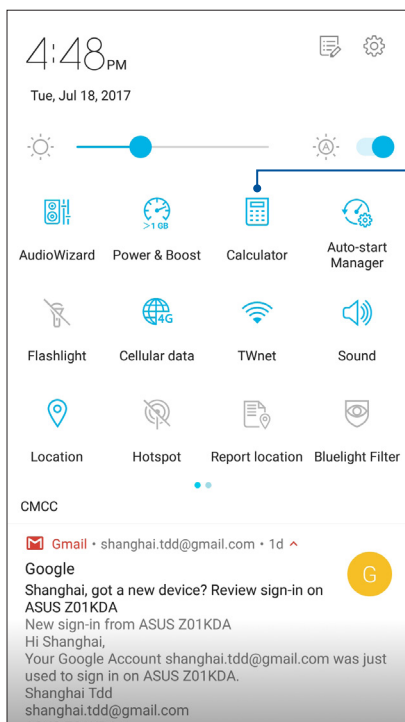 4:48PM
Tue, Jul 18, 2017
A
>1 GB
AudioWizard Power & Boost Calculator Auto-start Manager
4G
Flashlight Cellular data TWnet Sound
Location Hotspot Report location Bluelight Filter
CMCC
Gmail • shanghai.tdd@gmail.com • 1d
Google
G
Shanghai, got a new device? Review sign-in on
ASUS Z01KDA
New sign-in from ASUS Z01KDA
Hi Shanghai,
Your Google Account shanghai.tdd@gmail.com was just
used to sign in on ASUS Z01KDA.
Shanghai Tdd
shanghai.tdd@gmail.com